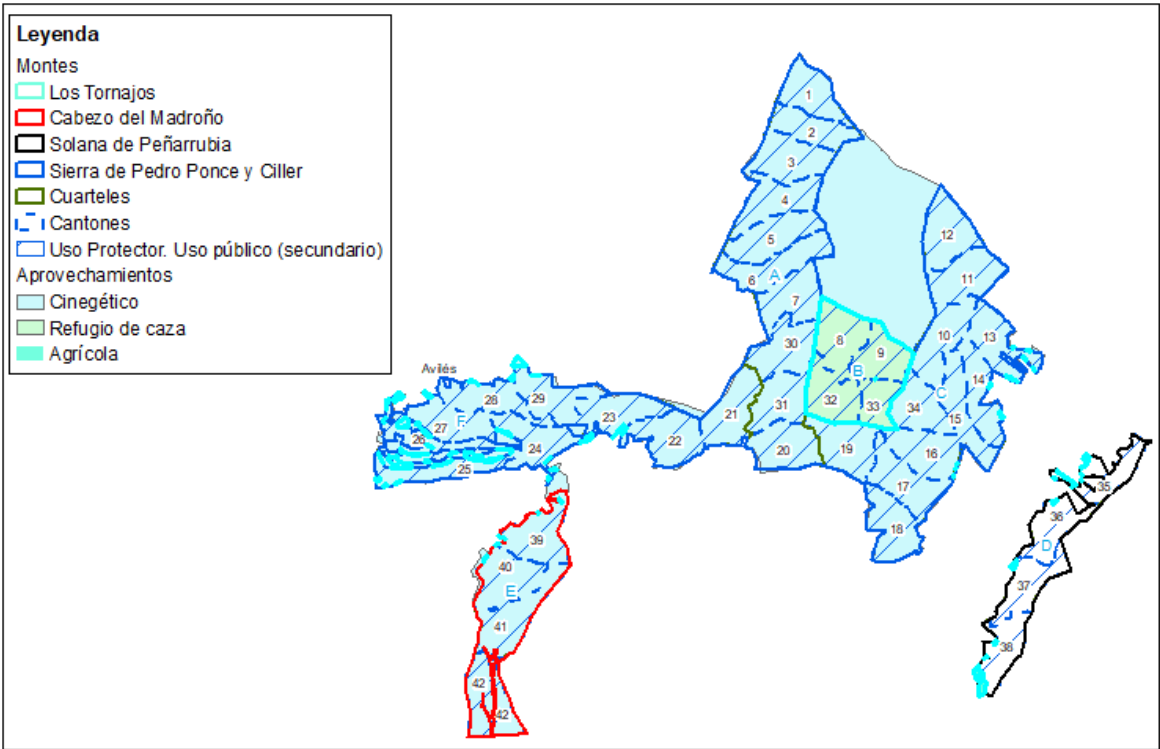 Leyenda
Montes
Los Tornajos
Cabezo del Madroño
Solana de Peñarrubia
Sierra de Pedro Ponce y Ciller
Cuarteles
Cantones
Uso Protector. Uso público (secundario)
Aprovechamientos
Cinegético
Refugio de caza
Agrícola
1
2
3
4
5
6
A
7
12
11
30
8
9
10
13
B
14
C
Avilés
28
29
27
26
F
25
24
23
22
21
31
32
33
34
15
20
19
16
17
18
35
36
D
37
38
39
40
E
41
42
42